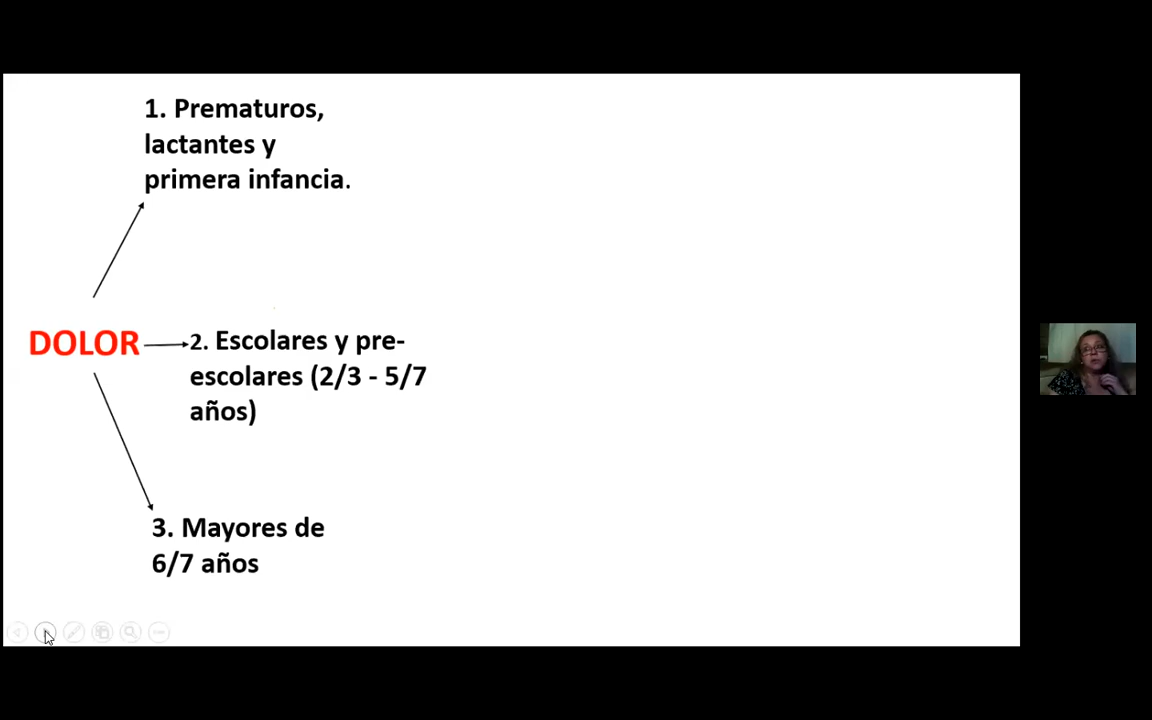 1. Prematuros,
lactantes y
primera infancia.
DOLOR
2. Escolares y pre-
escolares (2/3 - 5/7
años)
3. Mayores de
6/7 años